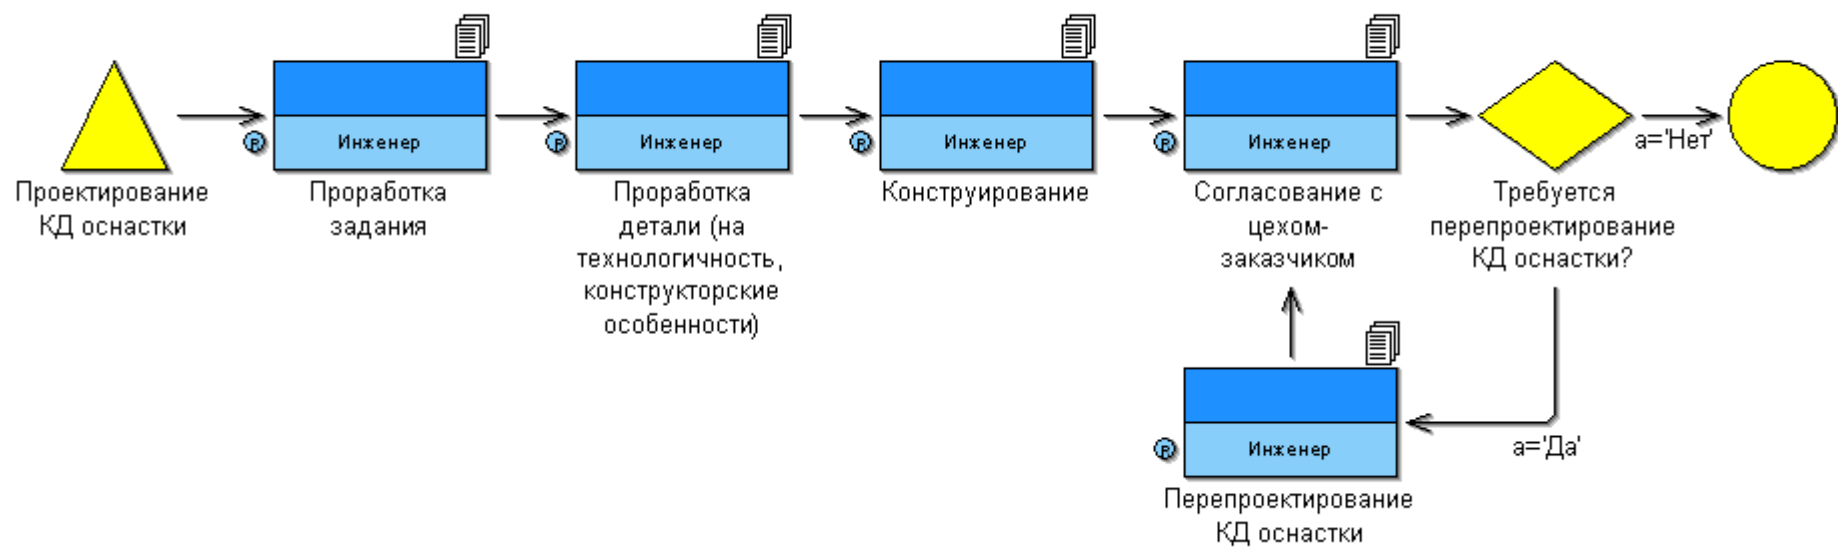 Инженер
Инженер
Инженер
Инженер
a='Нет'
Проектирование
КД оснастки
Проработка
задания
Проработка
детали (на
технологичность,
конструкторские
особенности)
Конструирование
Согласование с
цехом-
заказчиком
Требуется
перепроектирование
КД оснастки?
Инженер
a='Да'
Перепроектирование
КД оснастки